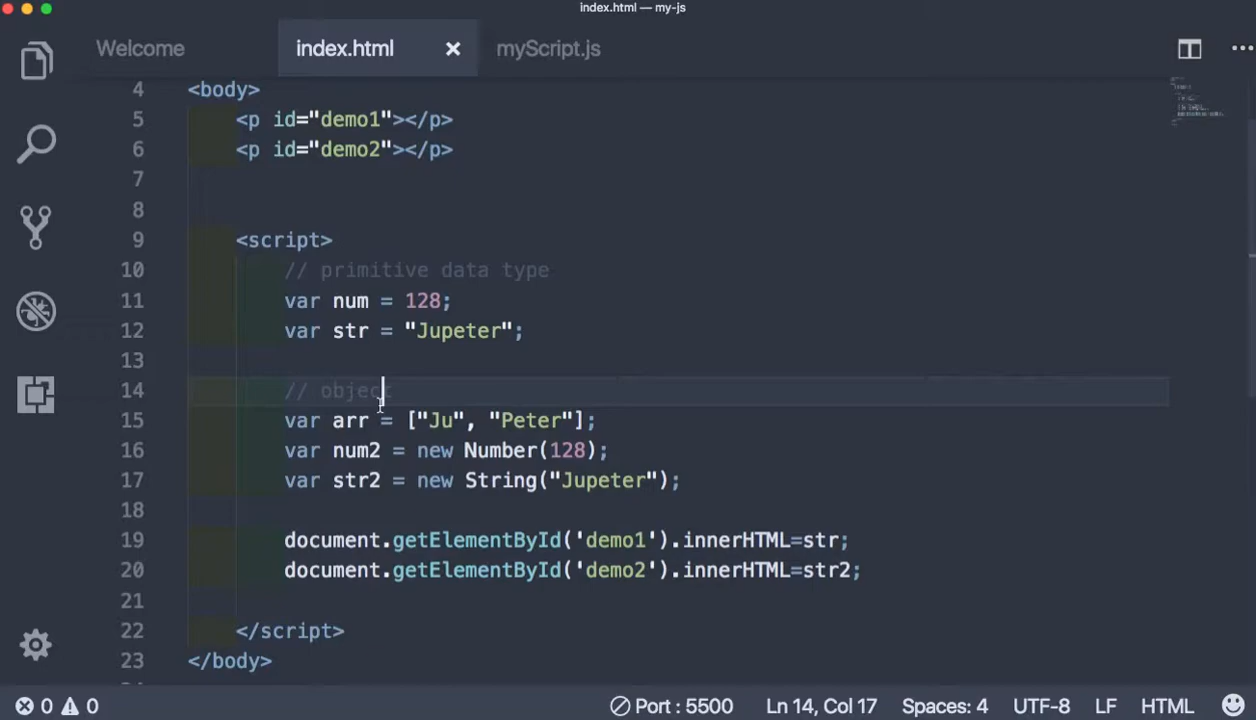 index.html — my-js
Welcome index.html × myScript.js
4 <body>
5 <p id="demo1"></p>
6 <p id="demo2"></p>
7
8
9 <script>
10 // primitive data type
11 var num = 128;
12 var str = "Jupeter";
13
14 // object
15 var arr = ["Ju", "Peter"];
16 var num2 = new Number(128);
17 var str2 = new String("Jupeter");
18
19 document.getElementById('demo1').innerHTML=str;
20 document.getElementById('demo2').innerHTML=str2;
21
22 </script>
23 </body>
0 0 Port : 5500 Ln 14, Col 17 Spaces: 4 UTF-8 LF HTML